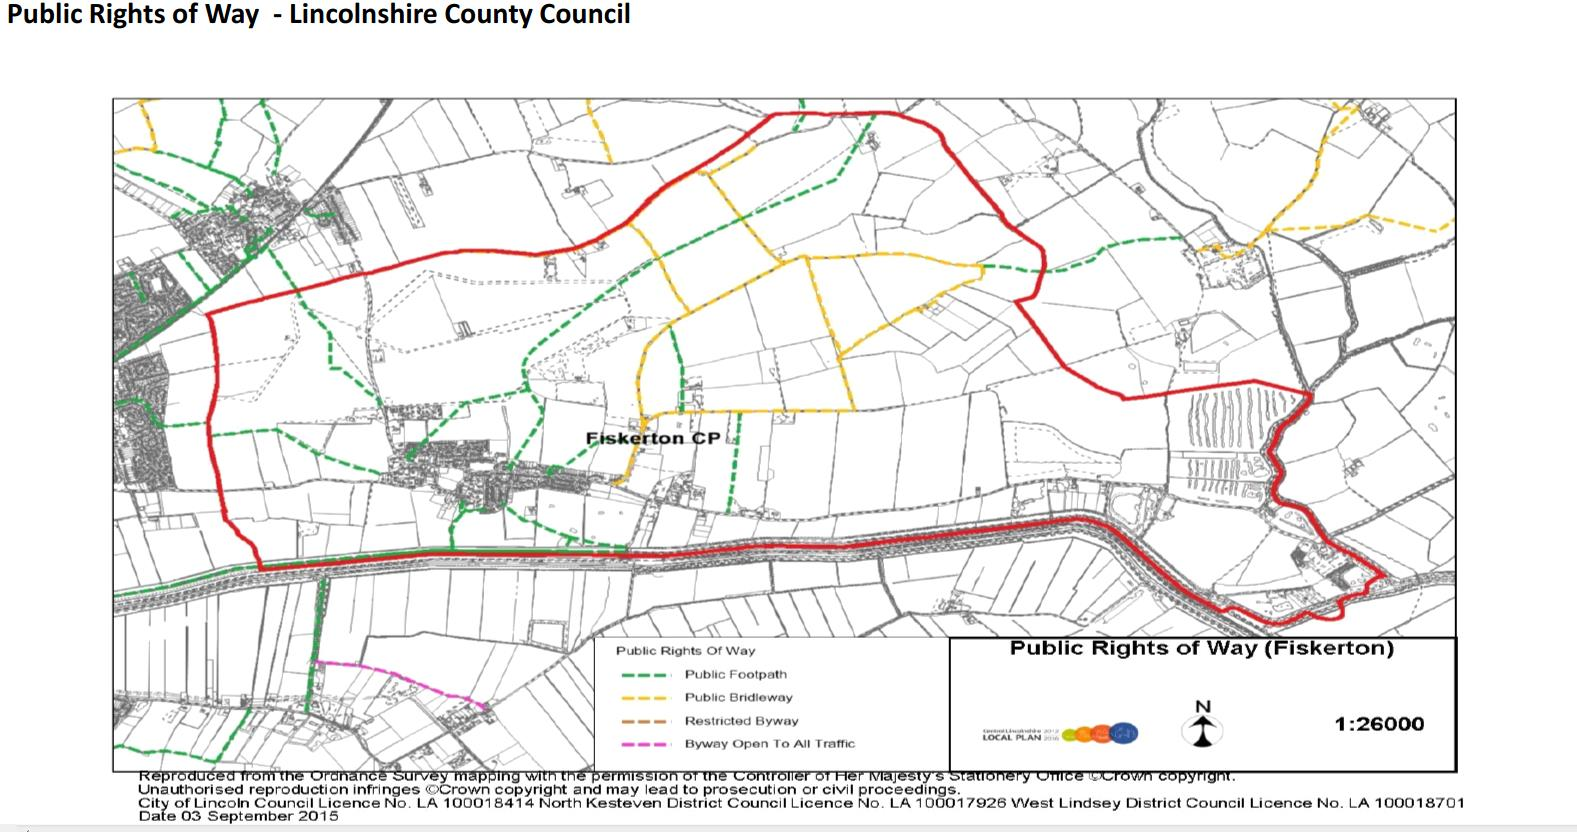 Public Rights of Way - Lincolnshire County Council
Fiskerton CP
Public Rights Of Way
Public Footpath
Public Bridleway
Restricted Byway
Byway Open To All Traffic
Public Rights of Way (Fiskerton)
N
1:26000
Central Lincolnshire
LOCAL PLAN
Reproduced from the Ordnance Survey mapping with the permission of the Controller of Her Majesty's Stationery Office ©Crown copyright.
Unauthorised reproduction infringes ©Crown copyright and may lead to prosecution or civil proceedings.
City of Lincoln Council Licence No. LA 100018414 North Kesteven District Council Licence No. LA 100017926 West Lindsey District Council Licence No. LA 100018701
Date 03 September 2015